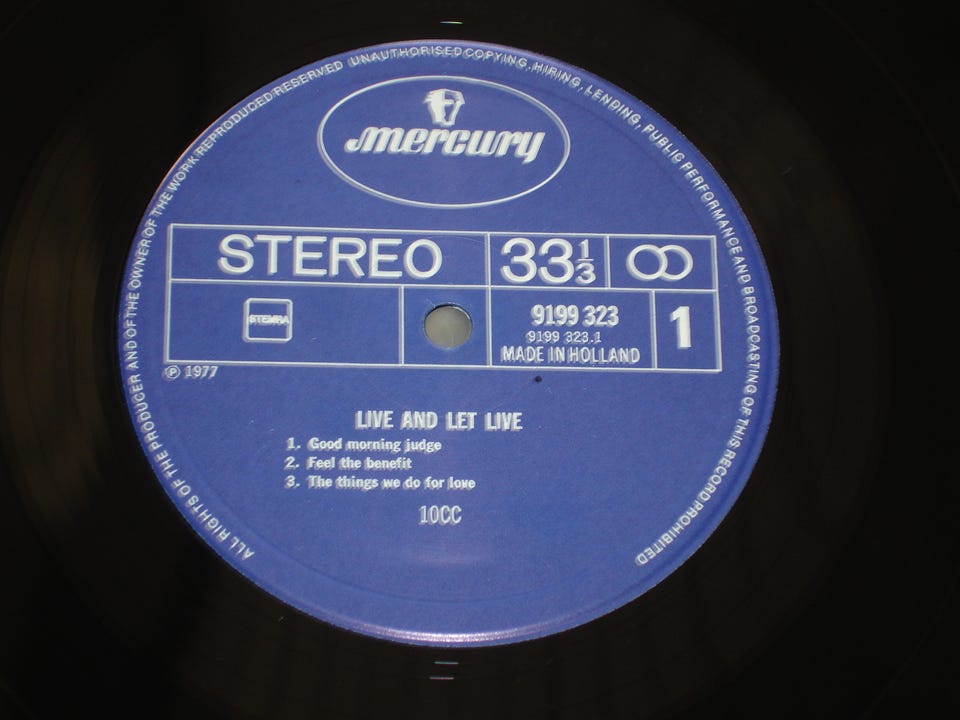 mercury
STEREO
33 1/3
STEMRA
9199 323
9199 323.1
MADE IN HOLLAND
1
℗ 1977
LIVE AND LET LIVE
1. Good morning judge
2. Feel the benefit
3. The things we do for love
10CC
ALL RIGHTS OF THE PRODUCER AND OF THE OWNER OF THE WORK REPRODUCED RESERVED UNAUTHORISED COPYING, HIRING, LENDING, PUBLIC PERFORMANCE AND BROADCASTING OF THIS RECORD PROHIBITED